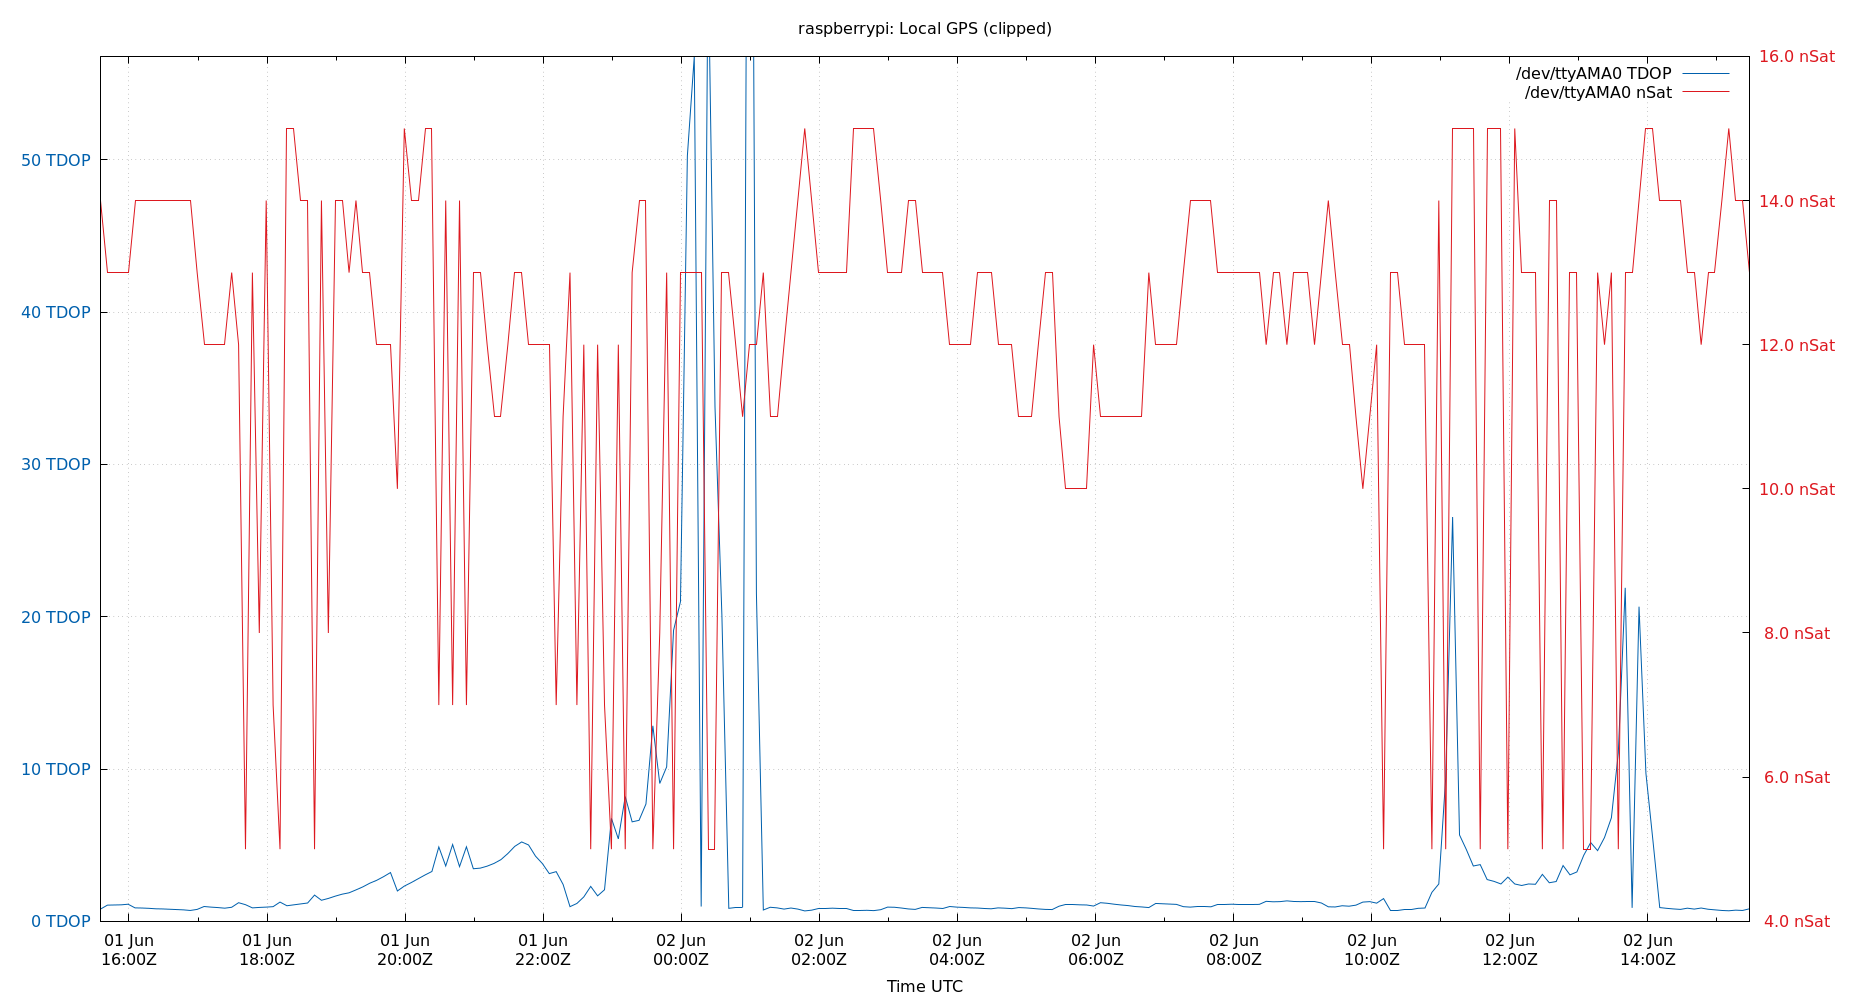 raspberrypi: Local GPS (clipped)
/dev/ttyAMA0 TDOP
/dev/ttyAMA0 nSat
50 TDOP
40 TDOP
30 TDOP
20 TDOP
10 TDOP
0 TDOP
16.0 nSat
14.0 nSat
12.0 nSat
10.0 nSat
8.0 nSat
6.0 nSat
4.0 nSat
01 Jun
16:00Z
01 Jun
18:00Z
01 Jun
20:00Z
01 Jun
22:00Z
02 Jun
00:00Z
02 Jun
02:00Z
02 Jun
04:00Z
02 Jun
06:00Z
02 Jun
08:00Z
02 Jun
10:00Z
02 Jun
12:00Z
02 Jun
14:00Z
Time UTC